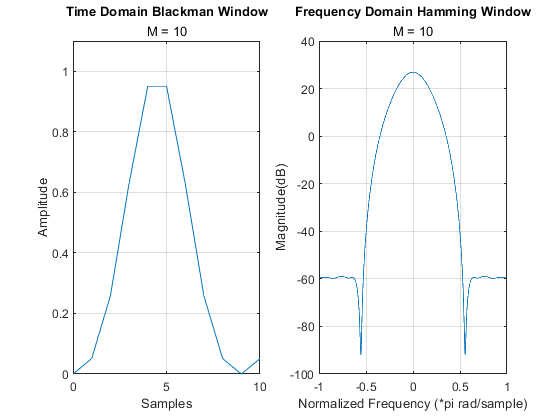 Time Domain Blackman Window
M = 10
1
0.8
0.6
0.4
0.2
0
0
5
10
Amplitude
Samples
Frequency Domain Hamming Window
M = 10
40
20
0
-20
-40
-60
-80
-100
-1
-0.5
0
0.5
1
Magnitude(dB)
Normalized Frequency (*pi rad/sample)